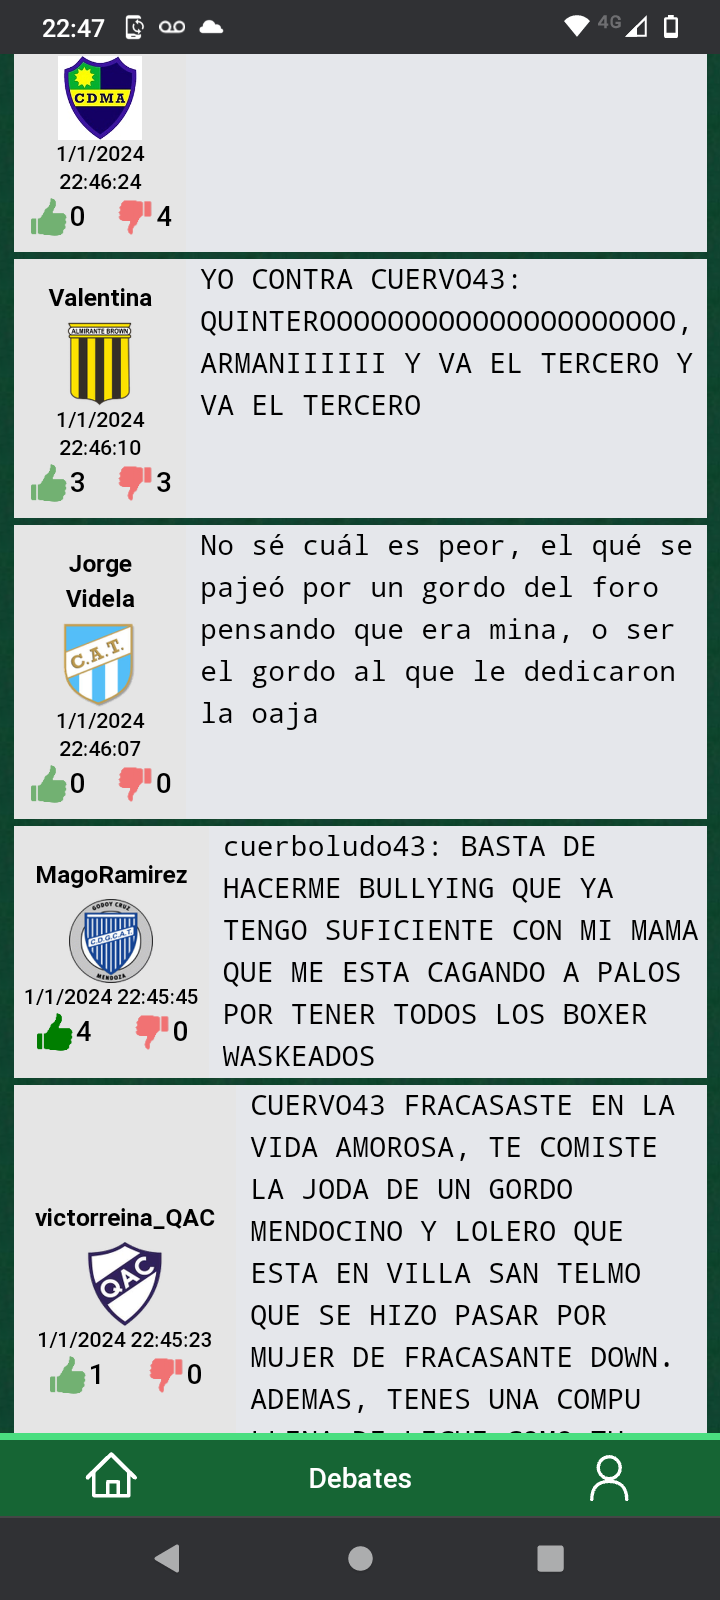 22:47
4G
CDMA
1/1/2024
22:46:24
0 4
Valentina
ALMIRANTE BROWN
1/1/2024
22:46:10
3 3
YO CONTRA CUERVO43:
QUINTEROOOOOOOOOOOOOOOOOOOOO,
ARMANIIIIII Y VA EL TERCERO Y
VA EL TERCERO
Jorge
Videla
C.A.T.
1/1/2024
22:46:07
0 0
No sé cuál es peor, el qué se
pajeó por un gordo del foro
pensando que era mina, o ser
el gordo al que le dedicaron
la oaja
MagoRamirez
GODOY CRUZ
C.D.G.C.A.T.
MENDOZA
1/1/2024 22:45:45
4 0
cuerboludo43: BASTA DE
HACERME BULLYING QUE YA
TENGO SUFICIENTE CON MI MAMA
QUE ME ESTA CAGANDO A PALOS
POR TENER TODOS LOS BOXER
WASKEADOS
victorreina_QAC
QAC
1/1/2024 22:45:23
1 0
CUERVO43 FRACASASTE EN LA
VIDA AMOROSA, TE COMISTE
LA JODA DE UN GORDO
MENDOCINO Y LOLERO QUE
ESTA EN VILLA SAN TELMO
QUE SE HIZO PASAR POR
MUJER DE FRACASANTE DOWN.
ADEMAS, TENES UNA COMPU
Debates